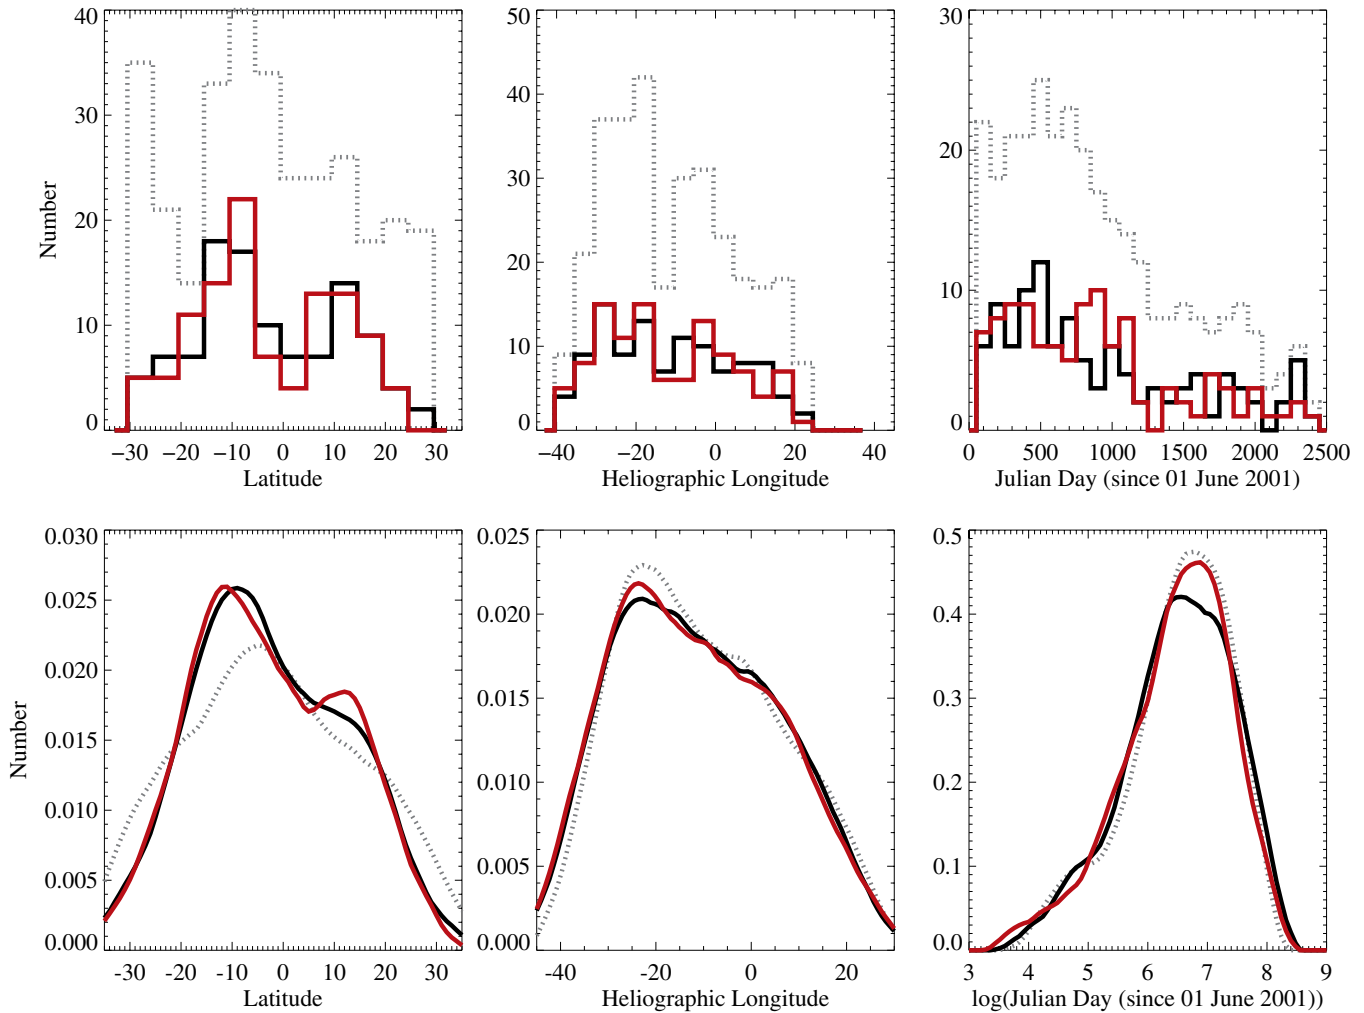 40
30
20
10
0
Number
−30 −20 −10 0 10 20 30
Latitude
50
40
30
20
10
0
−40 −20 0 20 40
Heliographic Longitude
30
20
10
0
0 500 1000 1500 2000 2500
Julian Day (since 01 June 2001)
0.030
0.025
0.020
0.015
0.010
0.005
0.000
Number
-30 -20 -10 0 10 20 30
Latitude
0.025
0.020
0.015
0.010
0.005
0.000
-40 -20 0 20
Heliographic Longitude
0.5
0.4
0.3
0.2
0.1
0.0
3 4 5 6 7 8 9
log(Julian Day (since 01 June 2001))